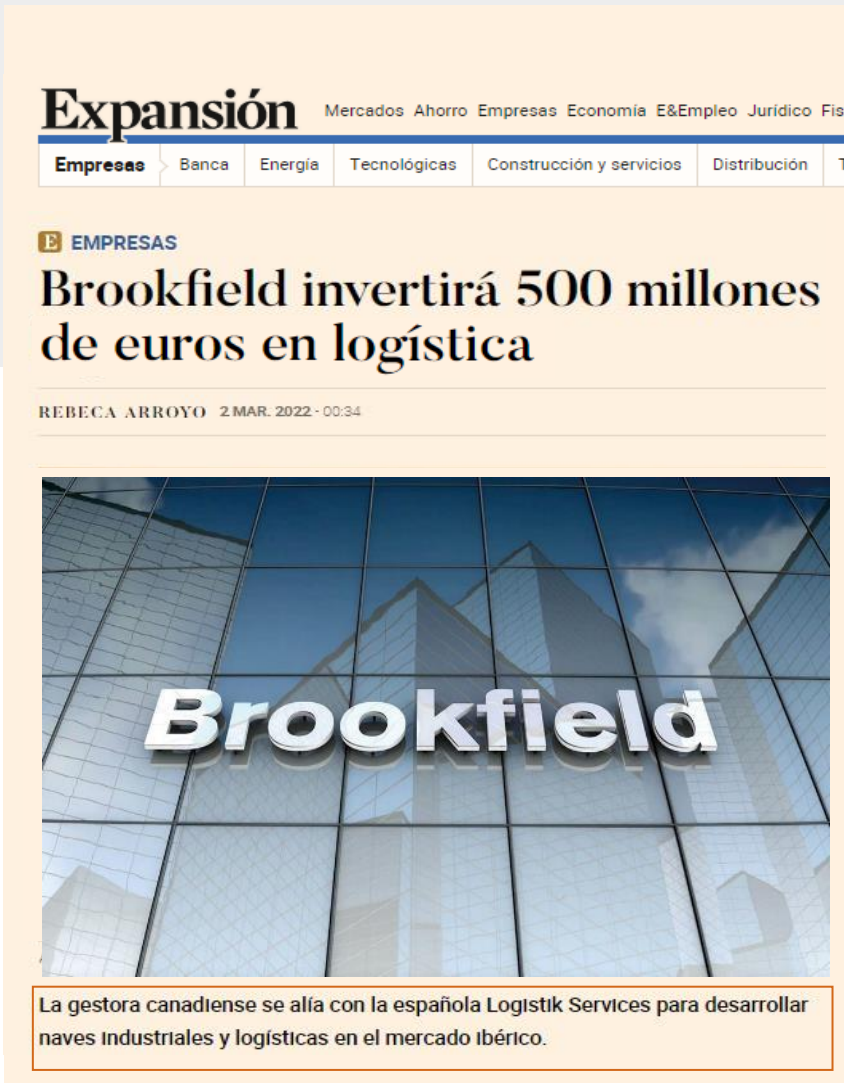 Expansión
Mercados Ahorro Empresas Economía E&Empleo Jurídico Fis
Empresas Banca Energía Tecnológicas Construcción y servicios Distribución T
E EMPRESAS
Brookfield invertirá 500 millones
de euros en logística
REBECA ARROYO 2 MAR. 2022 - 00:34
Brookfield
La gestora canadiense se alía con la española Logistik Services para desarrollar
naves industriales y logísticas en el mercado ibérico.